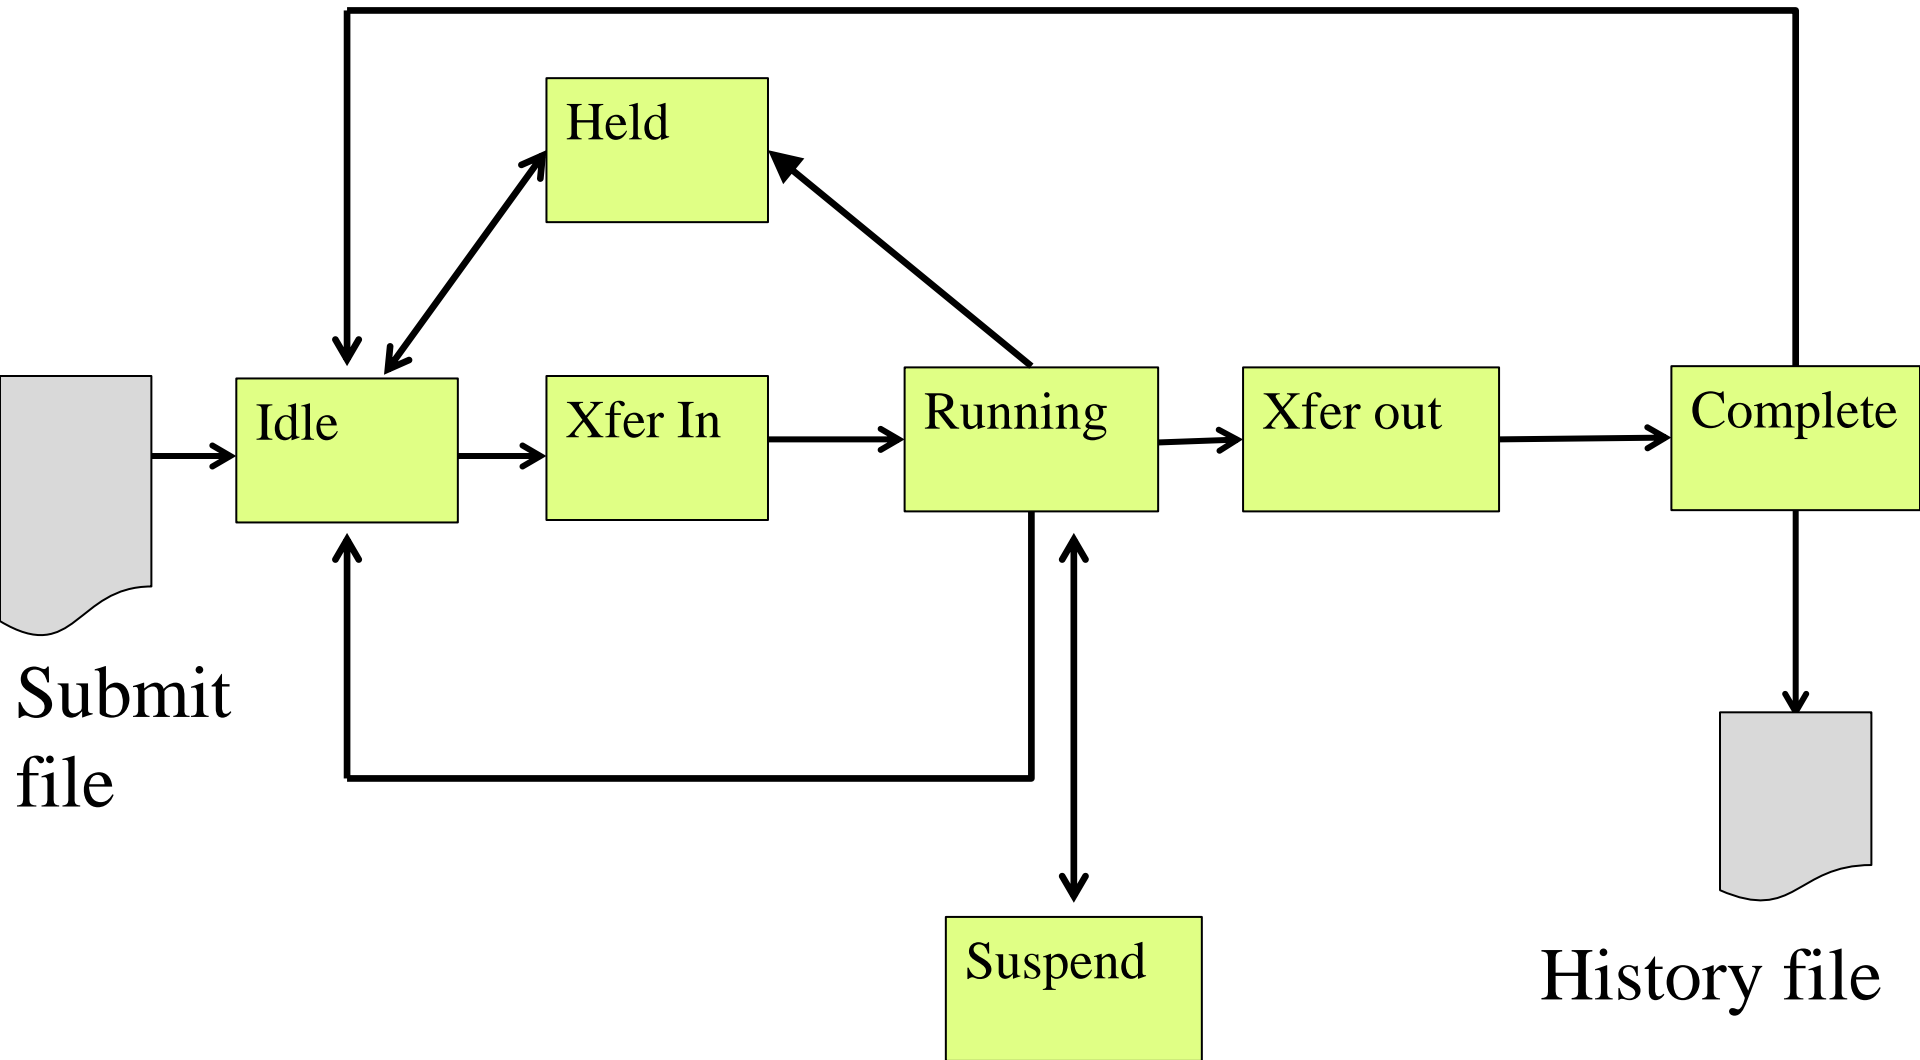 Held
Idle
Xfer In
Running
Xfer out
Complete
Submit
file
Suspend
History file